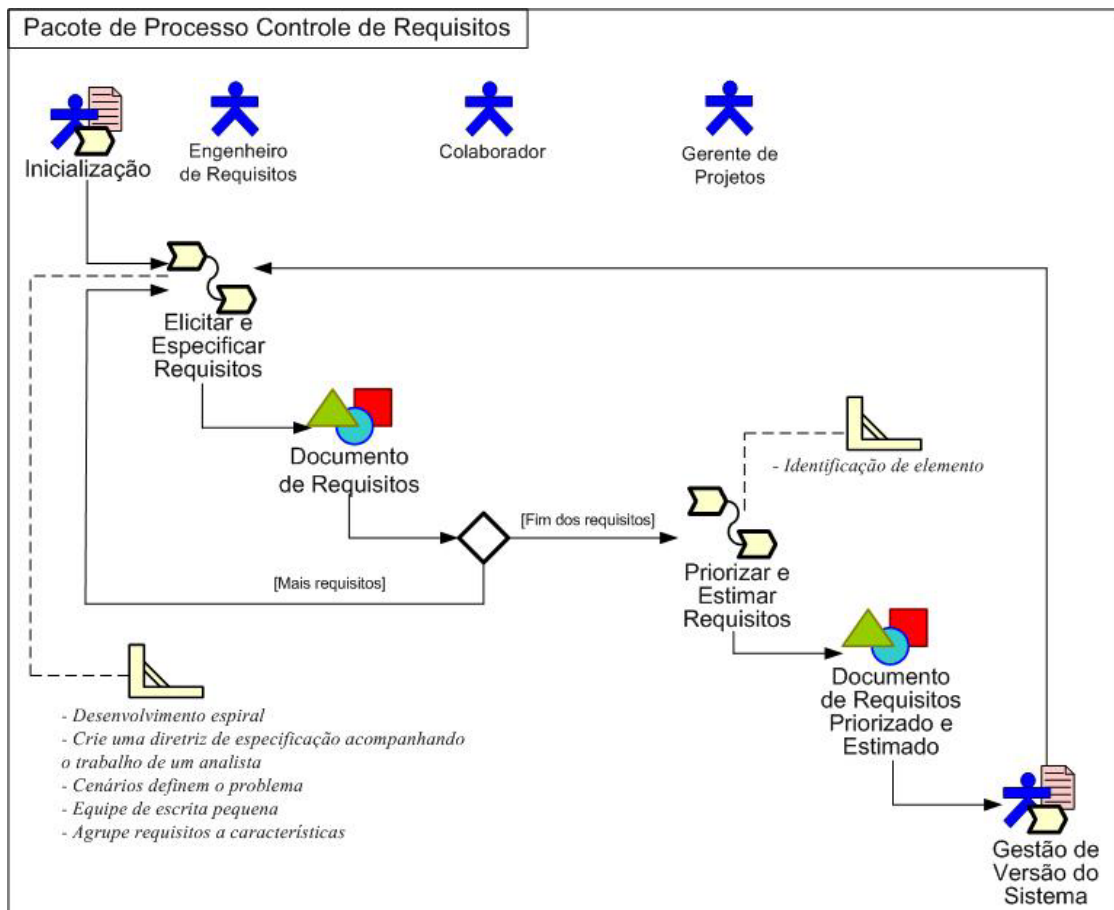 Pacote de Processo Controle de Requisitos
Inicialização
Engenheiro
de Requisitos
Colaborador
Gerente de
Projetos
Elicitar e
Especificar
Requisitos
Documento
de Requisitos
- Identificação de elemento
[Fim dos requisitos]
[Mais requisitos]
Priorizar e
Estimar
Requisitos
Documento
de Requisitos
Priorizado e
Estimado
- Desenvolvimento espiral
- Crie uma diretriz de especificação acompanhando
o trabalho de um analista
- Cenários definem o problema
- Equipe de escrita pequena
- Agrupe requisitos a características
Gestão de
Versão do
Sistema